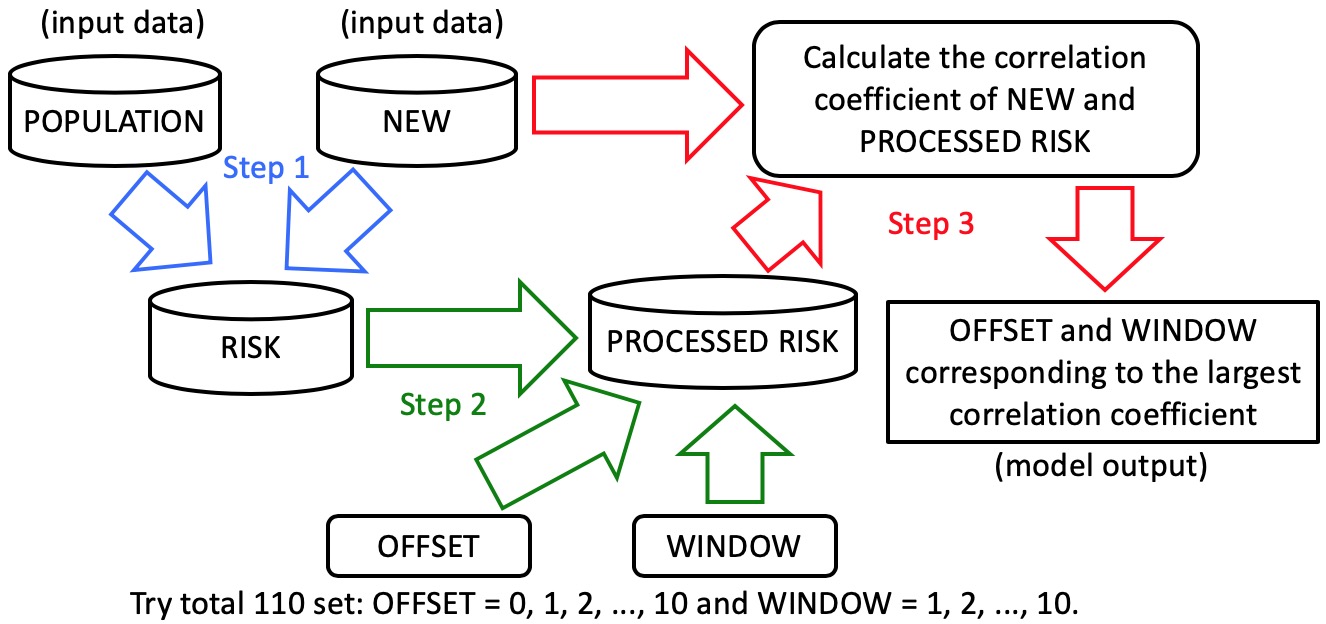 (input data)
(input data)
POPULATION
NEW
Step 1
Calculate the correlation
coefficient of NEW and
PROCESSED RISK
Step 3
RISK
PROCESSED RISK
Step 2
OFFSET and WINDOW
corresponding to the largest
correlation coefficient
(model output)
OFFSET
WINDOW
Try total 110 set: OFFSET = 0, 1, 2, ..., 10 and WINDOW = 1, 2, ..., 10.